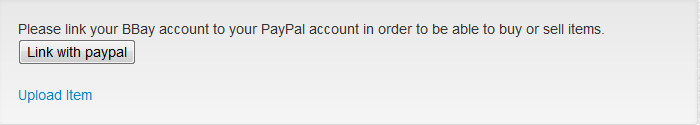 Please link your BBay account to your PayPal account in order to be able to buy or sell items.
Link with paypal
Upload Item